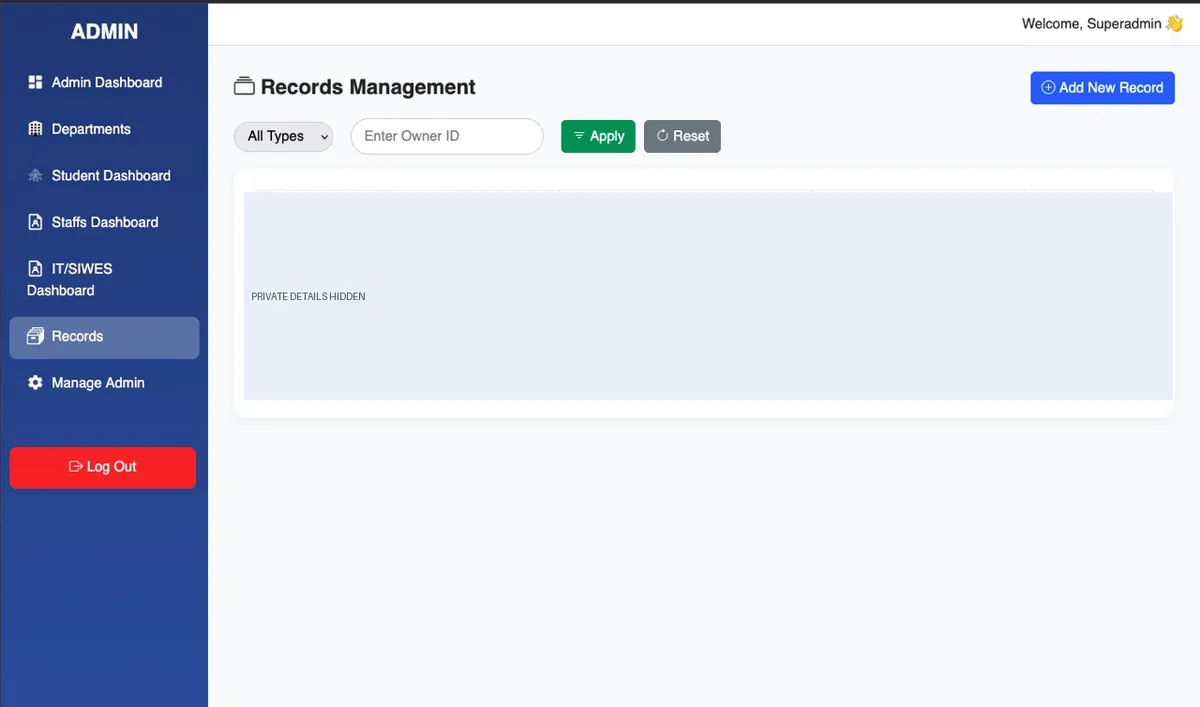 ADMIN
Welcome, Superadmin 👋
Admin Dashboard
Departments
Student Dashboard
Staffs Dashboard
IT/SIWES
Dashboard
Records
Manage Admin
Log Out
Records Management
Add New Record
All Types
Enter Owner ID
Apply
Reset
PRIVATE DETAILS HIDDEN